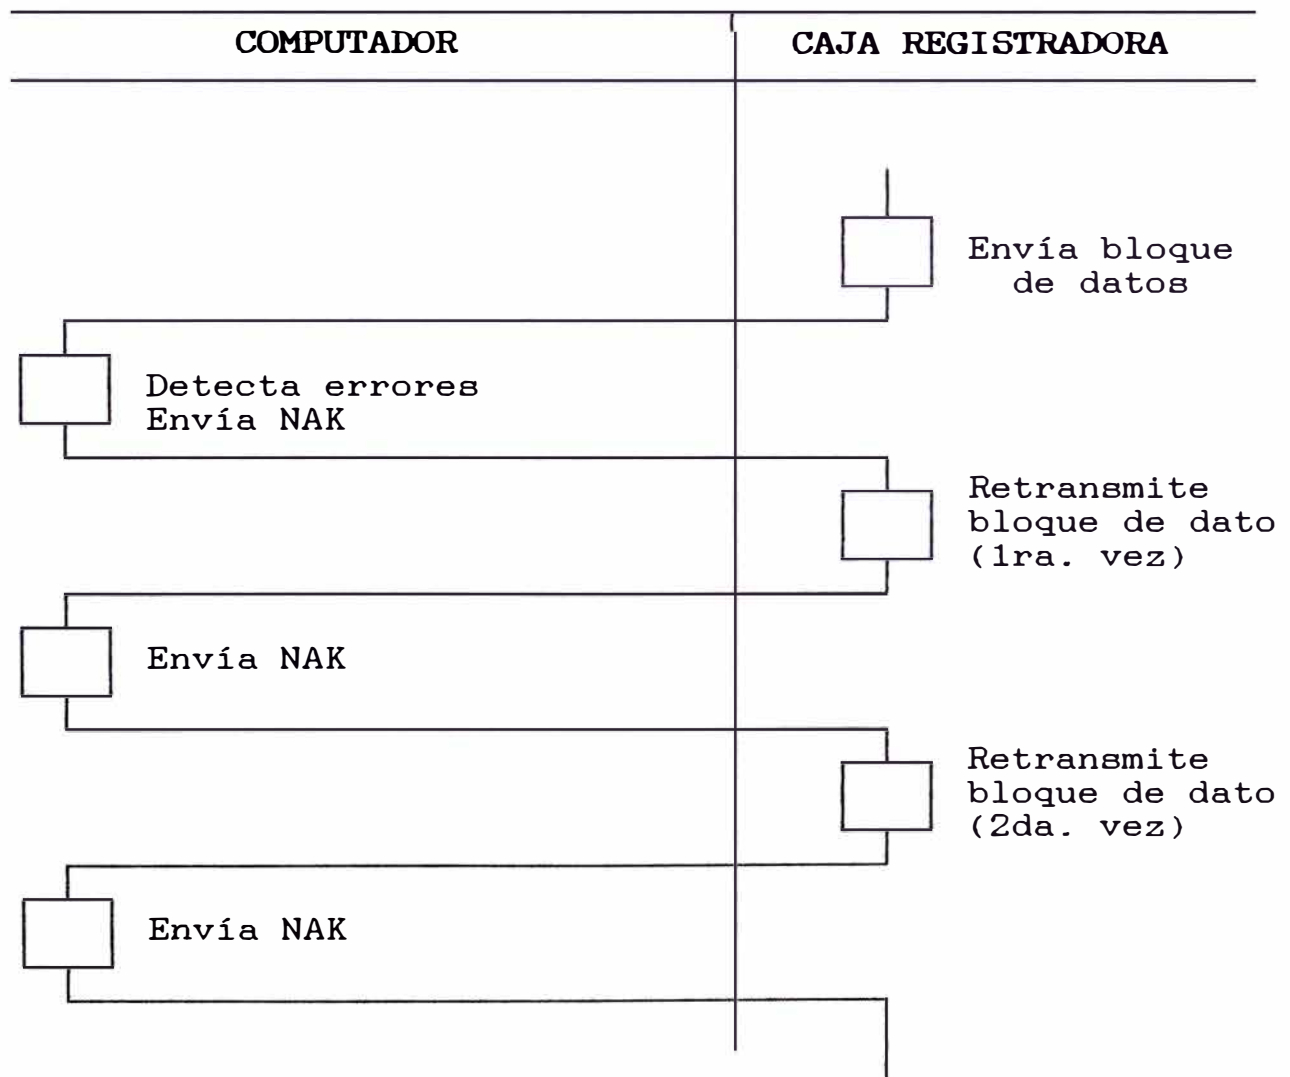 COMPUTADOR
CAJA REGISTRADORA
Envía bloque
de datos
Detecta errores
Envía NAK
Retransmite
bloque de dato
(1ra. vez)
Envía NAK
Retransmite
bloque de dato
(2da. vez)
Envía NAK